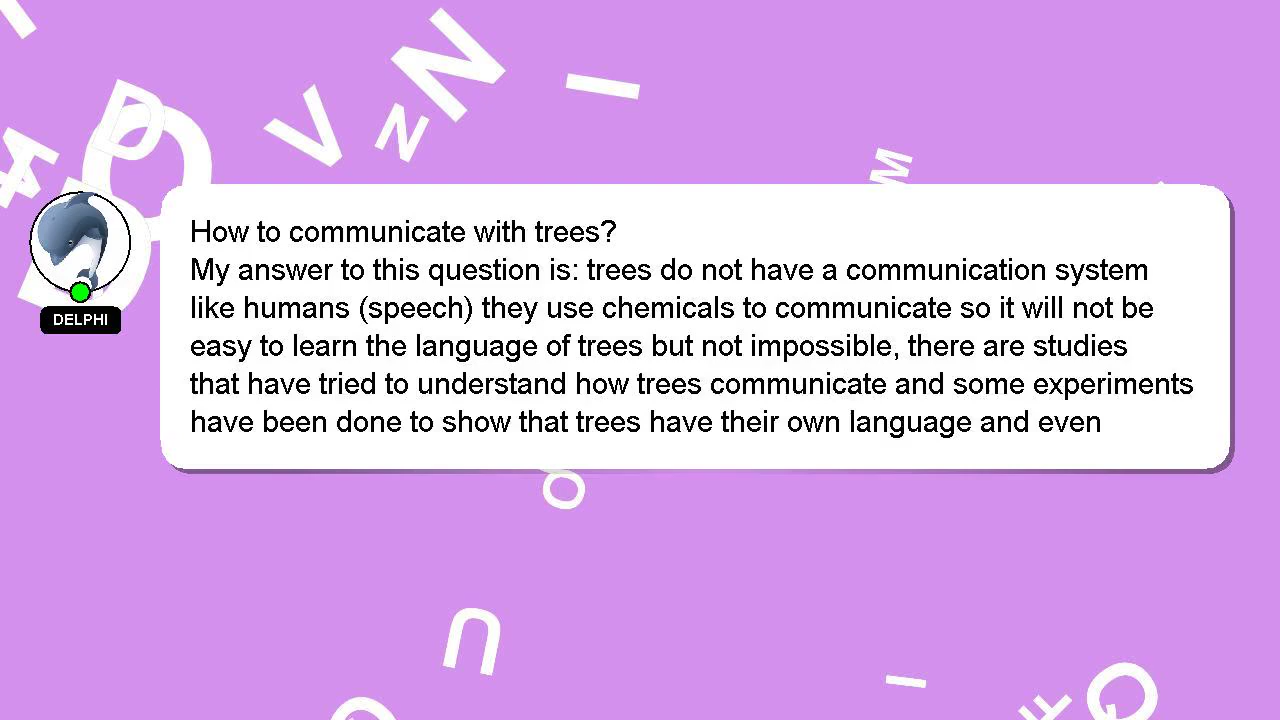 D
V
N
Z
I
A
O
M
How to communicate with trees?
My answer to this question is: trees do not have a communication system
like humans (speech) they use chemicals to communicate so it will not be
easy to learn the language of trees but not impossible, there are studies
that have tried to understand how trees communicate and some experiments
have been done to show that trees have their own language and even
DELPHI
O
U
I
F
Q